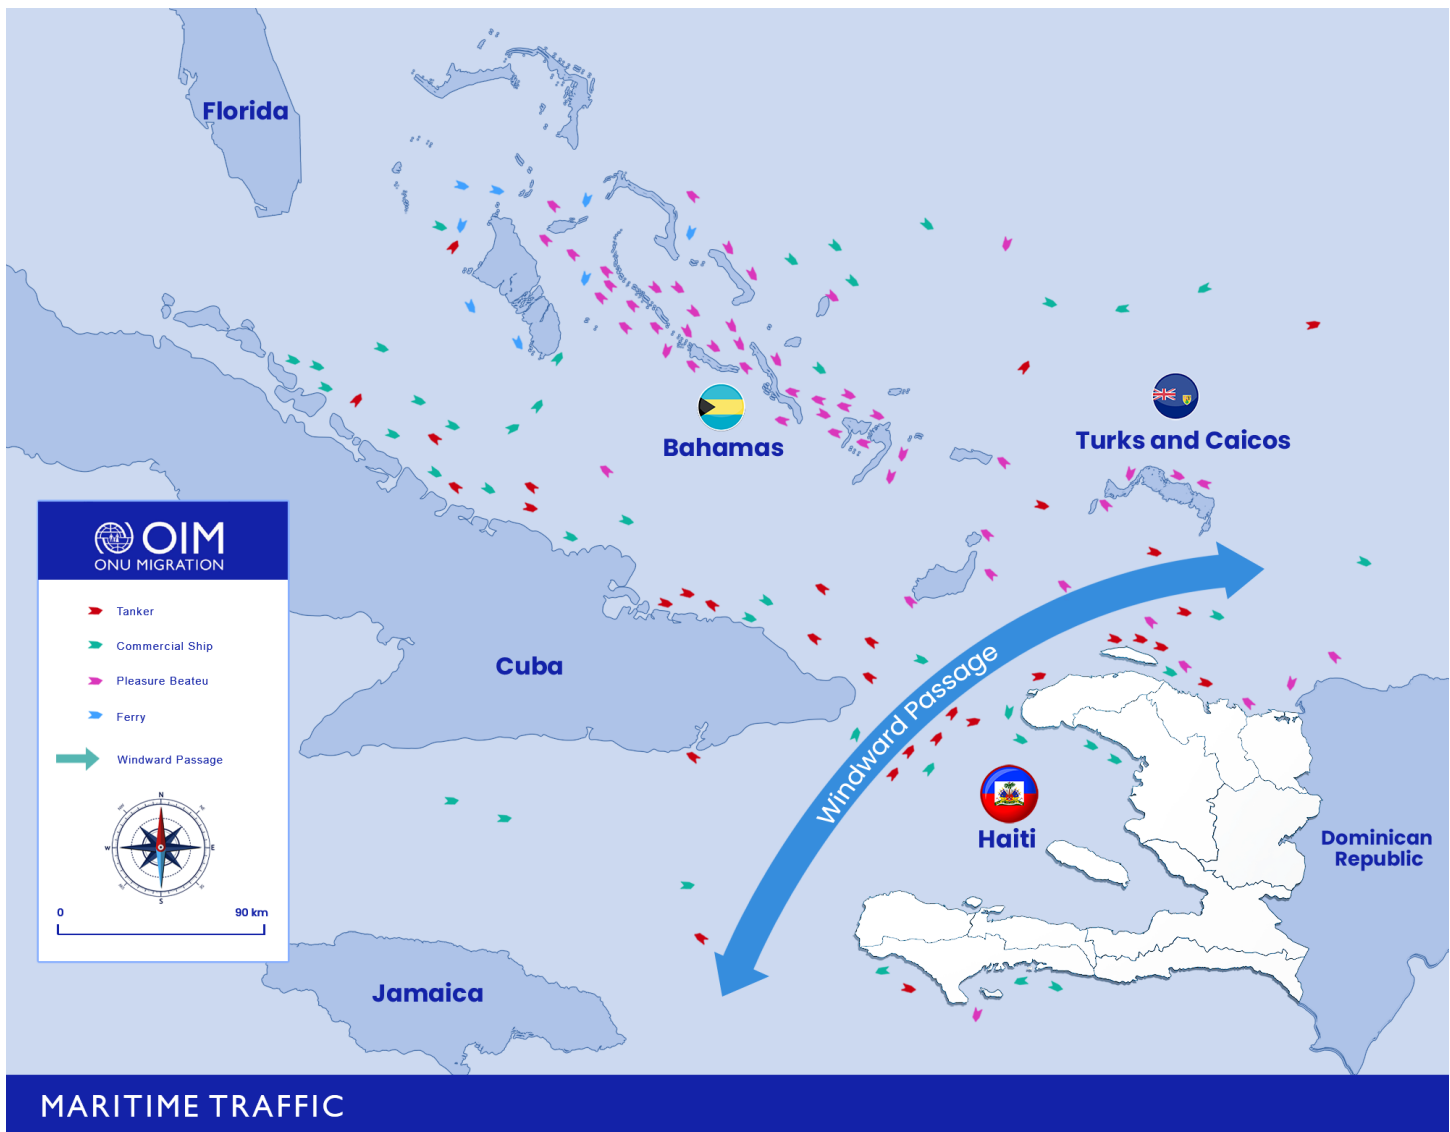 Florida
Bahamas
Turks and Caicos
OIM
ONU MIGRATION
Tanker
Commercial Ship
Pleasure Beateu
Ferry
Windward Passage
N
W
E
S
0 90 km
Cuba
Windward Passage
Haiti
Dominican
Republic
Jamaica
MARITIME TRAFFIC